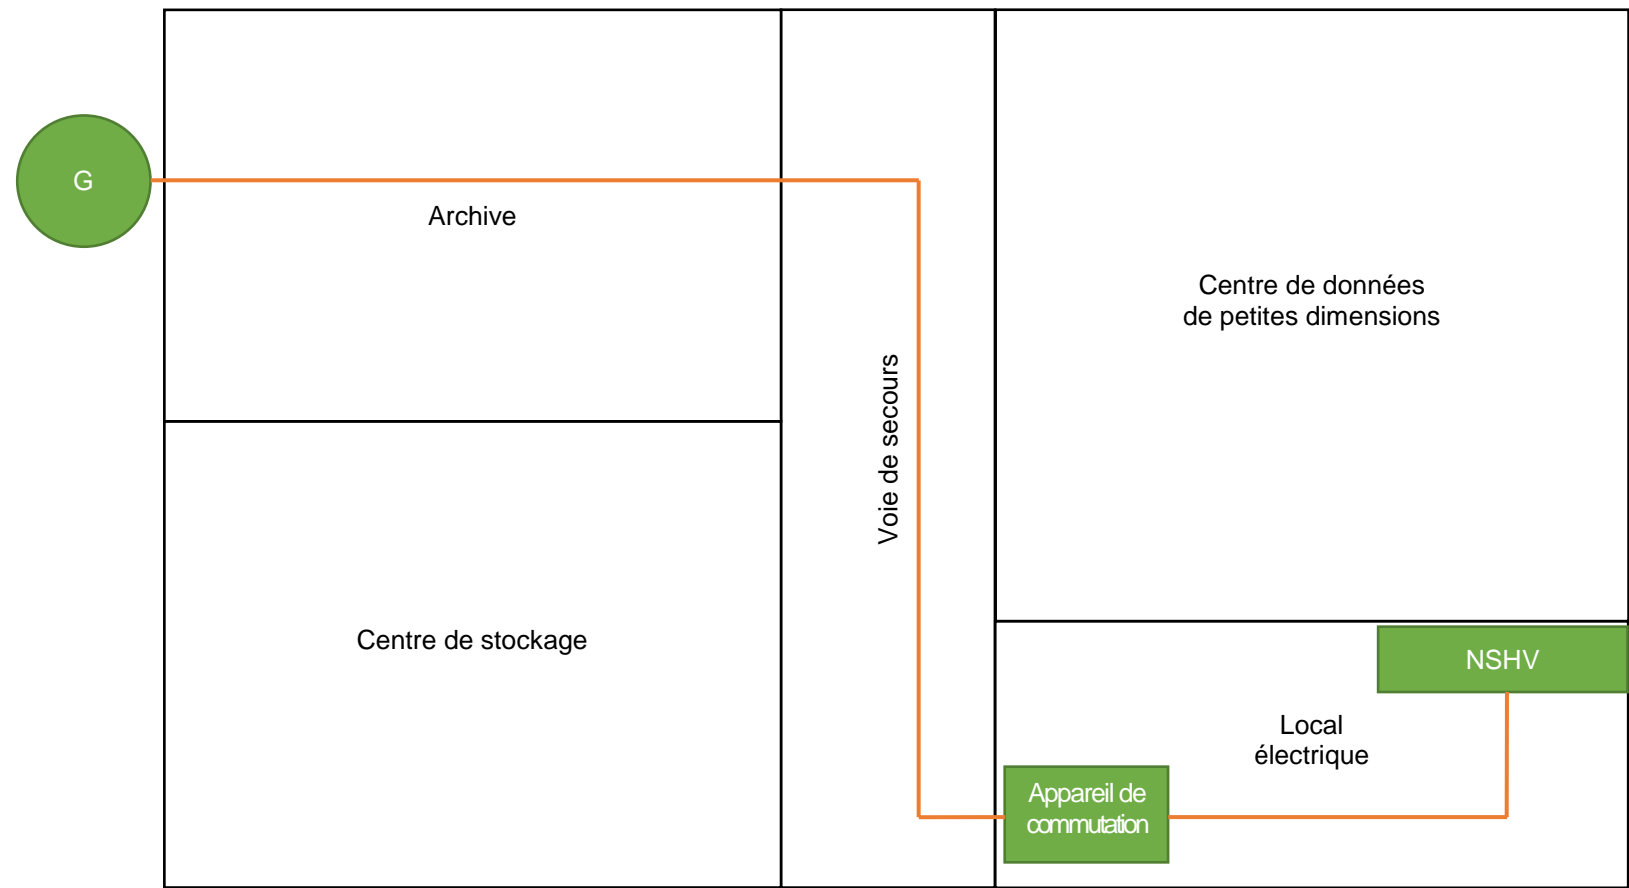 G
Archive
Centre de données
de petites dimensions
Voie de secours
Centre de stockage
NSHV
Local
électrique
Appareil de
commutation